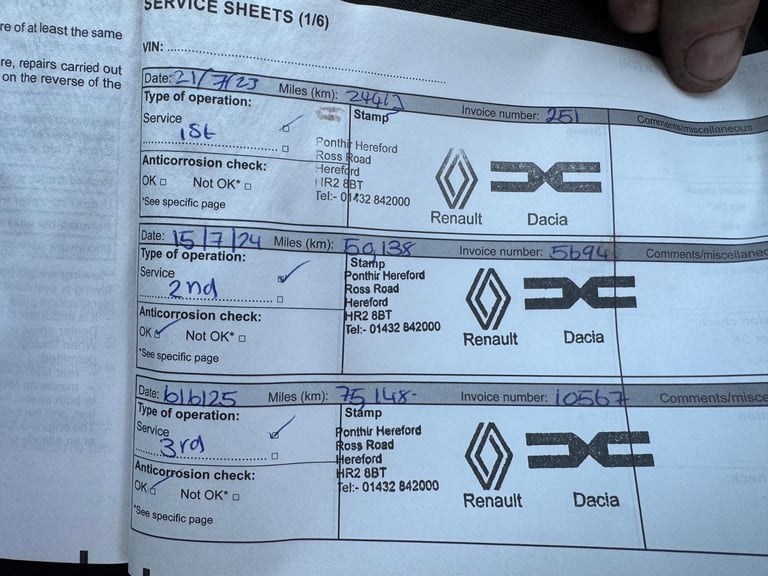 SERVICE SHEETS (1/6)
re of at least the same
re, repairs carried out
on the reverse of the
VIN:
Date: 21/7/23 Miles (km): Invoice number: 251 Comments/miscellaneous
Type of operation:
Service
1st
Stamp
Ponthir Hereford
Ross Road
Hereford
HR2 8BT
Tel:- 01432 842000
Renault
Dacia
Anticorrosion check:
OK Not OK*
*See specific page
Date: 15/7/24 Miles (km): 50,138 Invoice number: 5694 Comments/miscellaneo
Type of operation:
Service
2nd
Stamp
Ponthir Hereford
Ross Road
Hereford
HR2 8BT
Tel:- 01432 842000
Renault
Dacia
Anticorrosion check:
OK Not OK*
*See specific page
Date: 6/6/25 Miles (km): 75,148- Invoice number: 10567 Comments/misce
Type of operation:
Service
3rd
Stamp
Ponthir Hereford
Ross Road
Hereford
HR2 8BT
Tel:- 01432 842000
Renault
Dacia
Anticorrosion check:
OK Not OK*
*See specific page